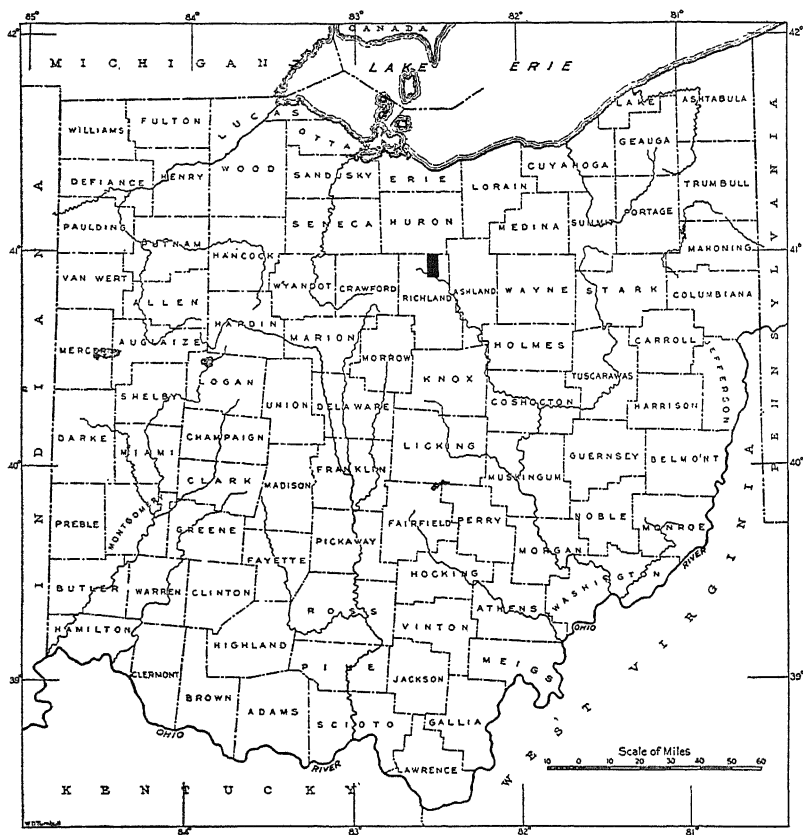 85° 84° 83° 82° 81°
42° 42°
CANADA
MICHIGAN
LAKE ERIE
LAKE ASHTABULA
LUCAS
WILLIAMS FULTON OTTA
GEAUGA
CUYAHOGA
DEFIANCE HENRY WOOD SANDUSKY ERIE LORAIN TRUMBULL
SENECA HURON MEDINA SUMMIT PORTAGE
PAULDING PUTNAM
41° 41°
MAHONING
HANCOCK
VAN WERT WYANDOT CRAWFORD RICHLAND ASHLAND WAYNE STARK COLUMBIANA
ALLEN
HARDIN
MERCER AUGLAIZE MARION HOLMES CARROLL
MORROW JEFFERSON
LOGAN KNOX TUSCARAWAS
SHELBY UNION DELAWARE COSHOCTON HARRISON
DARKE CHAMPAIGN
MIAMI LICKING GUERNSEY BELMONT
40° 40°
CLARK FRANKLIN MUSKINGUM
MADISON
PREBLE MONTGOMERY GREENE FAIRFIELD PERRY NOBLE MONROE
PICKAWAY MORGAN
FAYETTE RIVER
BUTLER WARREN CLINTON HOCKING WASHINGTON
ROSS ATHENS
HAMILTON VINTON OHIO
HIGHLAND
PIKE MEIGS
39° 39°
CLERMONT JACKSON
BROWN
ADAMS SCIOTO GALLIA
OHIO
RIVER
LAWRENCE
Scale of Miles
10 0 10 20 30 40 50 60
KENTUCKY
INDIANA
PENNSYLVANIA
WEST VIRGINIA
84° 83° 82° 81°